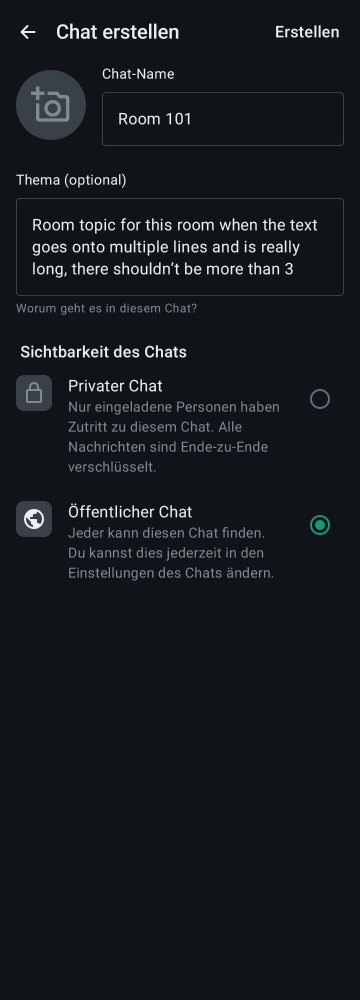 Chat erstellen
Erstellen
Chat-Name
Room 101
Thema (optional)
Room topic for this room when the text
goes onto multiple lines and is really
long, there shouldn’t be more than 3
Worum geht es in diesem Chat?
Sichtbarkeit des Chats
Privater Chat
Nur eingeladene Personen haben
Zutritt zu diesem Chat. Alle
Nachrichten sind Ende-zu-Ende
verschlüsselt.
Öffentlicher Chat
Jeder kann diesen Chat finden.
Du kannst dies jederzeit in den
Einstellungen des Chats ändern.